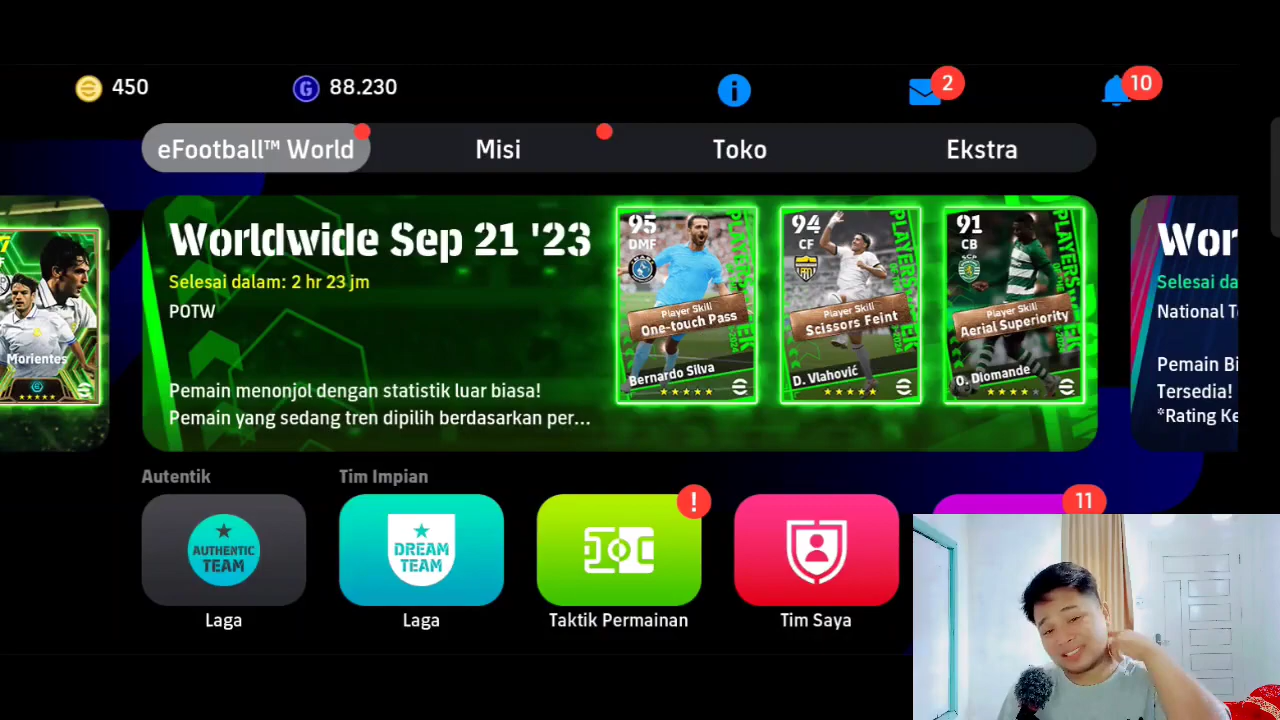 450
88.230
2
10
eFootball™ World
Misi
Toko
Ekstra
Morientes
Worldwide Sep 21 '23
Selesai dalam: 2 hr 23 jm
POTW
Pemain menonjol dengan statistik luar biasa!
Pemain yang sedang tren dipilih berdasarkan per...
95
DMF
Player Skill
One-touch Pass
Bernardo Silva
94
CF
Player Skill
Scissors Feint
D. Vlahović
91
CB
SCP
Player Skill
Aerial Superiority
O. Diomande
Wor
Selesai da
National T
Pemain Bi
Tersedia!
*Rating Ke
Autentik
Tim Impian
AUTHENTIC
TEAM
Laga
DREAM
TEAM
Laga
!
Taktik Permainan
Tim Saya
11